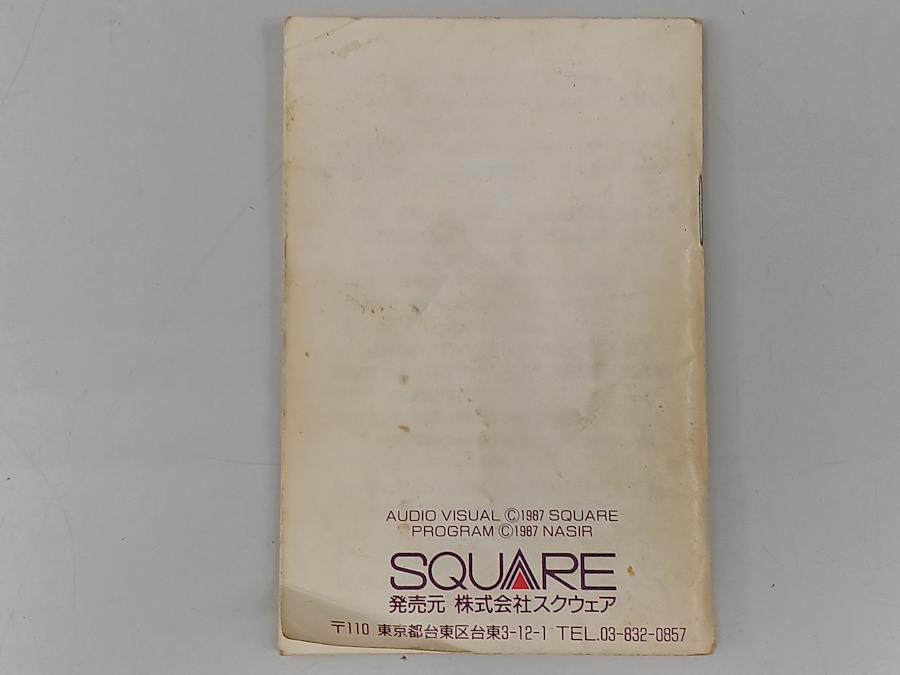 AUDIO VISUAL ©1987 SQUARE
PROGRAM ©1987 NASIR
SQUARE
発売元 株式会社スクウェア
〒110 東京都台東区台東3-12-1 TEL.03-832-0857